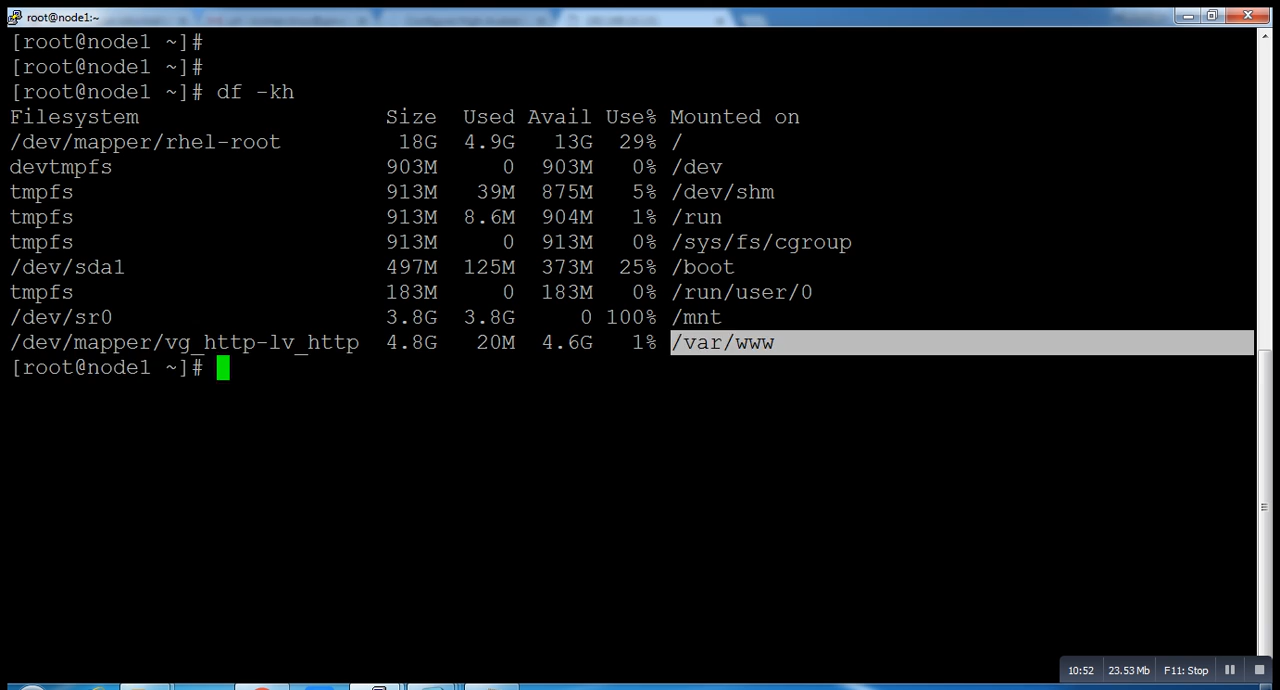 root@node1:~
[root@node1 ~]#
[root@node1 ~]#
[root@node1 ~]# df -kh
Filesystem Size Used Avail Use% Mounted on
/dev/mapper/rhel-root 18G 4.9G 13G 29% /
devtmpfs 903M 0 903M 0% /dev
tmpfs 913M 39M 875M 5% /dev/shm
tmpfs 913M 8.6M 904M 1% /run
tmpfs 913M 0 913M 0% /sys/fs/cgroup
/dev/sda1 497M 125M 373M 25% /boot
tmpfs 183M 0 183M 0% /run/user/0
/dev/sr0 3.8G 3.8G 0 100% /mnt
/dev/mapper/vg_http-lv_http 4.8G 20M 4.6G 1% /var/www
[root@node1 ~]#
10:52 23.53 Mb F11: Stop